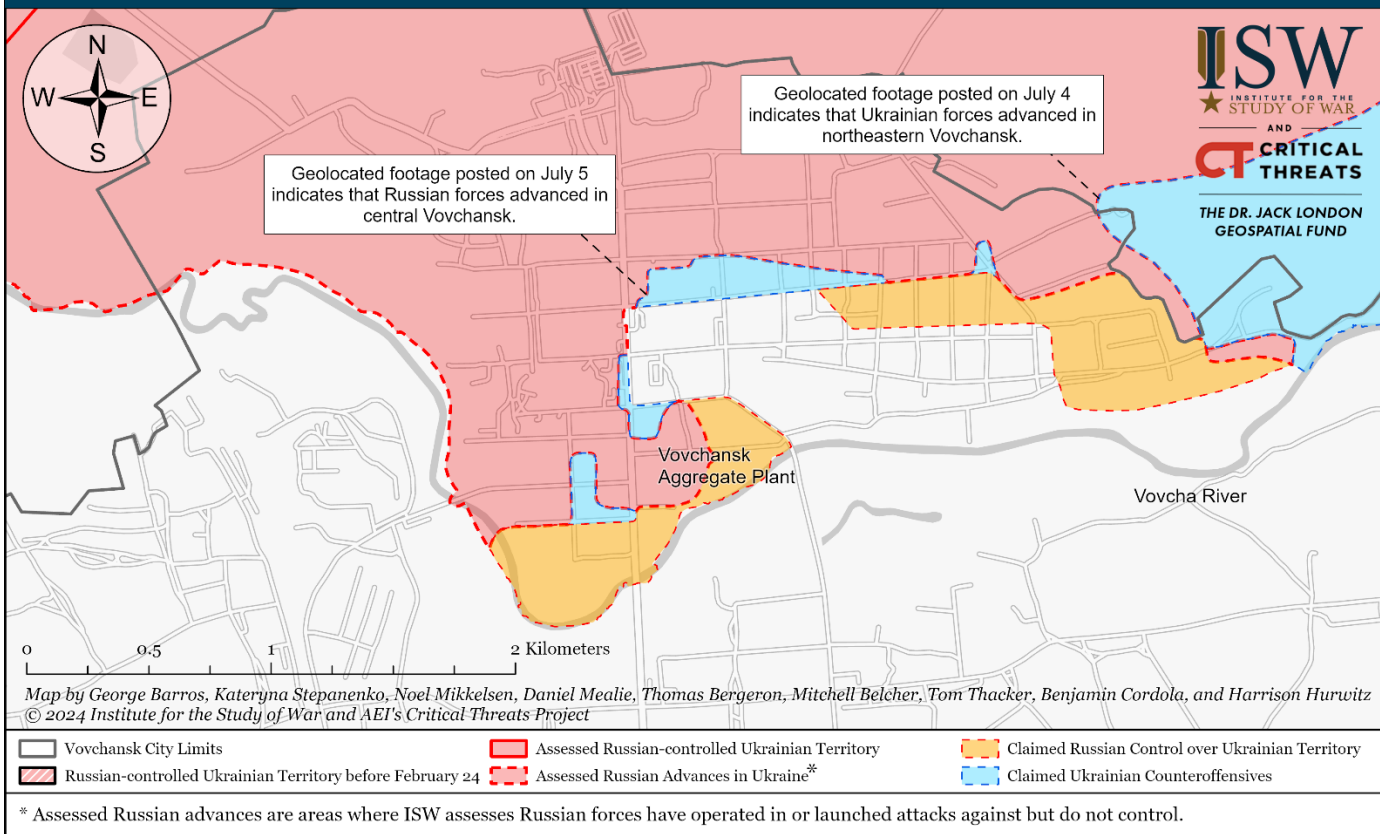 N
W
E
S
ISW
INSTITUTE FOR THE
STUDY OF WAR
AND
CT CRITICAL
THREATS
THE DR. JACK LONDON
GEOSPATIAL FUND
Geolocated footage posted on July 4
indicates that Ukrainian forces advanced in
northeastern Vovchansk.
Geolocated footage posted on July 5
indicates that Russian forces advanced in
central Vovchansk.
Vovchansk
Aggregate Plant
Vovcha River
0 0.5 1 2 Kilometers
Map by George Barros, Kateryna Stepanenko, Noel Mikkelsen, Daniel Mealie, Thomas Bergeron, Mitchell Belcher, Tom Thacker, Benjamin Cordola, and Harrison Hurwitz
© 2024 Institute for the Study of War and AEI's Critical Threats Project
Vovchansk City Limits
Assessed Russian-controlled Ukrainian Territory
Claimed Russian Control over Ukrainian Territory
Russian-controlled Ukrainian Territory before February 24
Assessed Russian Advances in Ukraine*
Claimed Ukrainian Counteroffensives
* Assessed Russian advances are areas where ISW assesses Russian forces have operated in or launched attacks against but do not control.